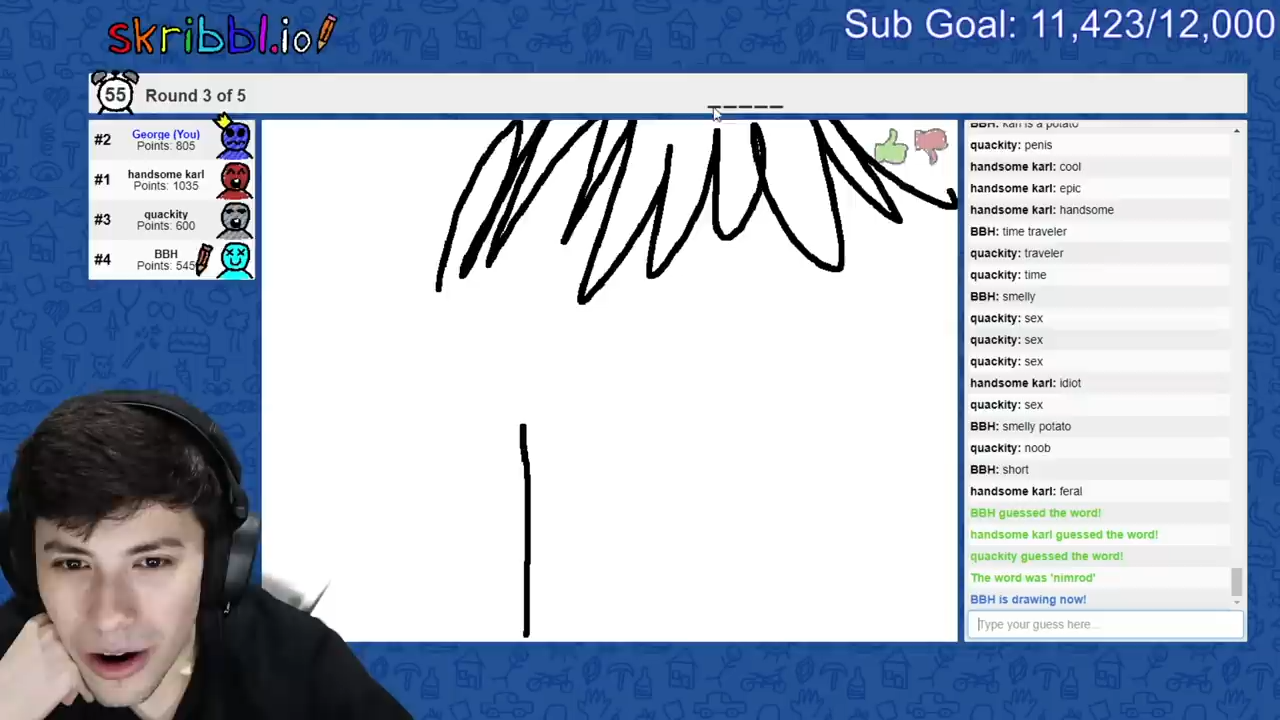 skribbl.io
Sub Goal: 11,423/12,000
55
Round 3 of 5
_ _ _ _ _
#2
George (You)
Points: 805
#1
handsome karl
Points: 1035
#3
quackity
Points: 600
#4
BBH
Points: 545
BBH: karl is a potato
quackity: penis
handsome karl: cool
handsome karl: epic
handsome karl: handsome
BBH: time traveler
quackity: traveler
quackity: time
BBH: smelly
quackity: sex
quackity: sex
quackity: sex
handsome karl: idiot
quackity: sex
BBH: smelly potato
quackity: noob
BBH: short
handsome karl: feral
BBH guessed the word!
handsome karl guessed the word!
quackity guessed the word!
The word was 'nimrod'
BBH is drawing now!
Type your guess here...